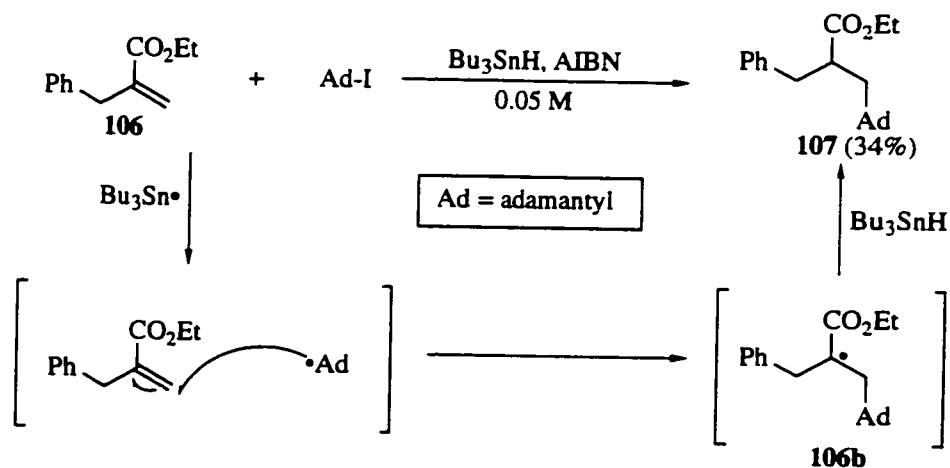 CO₂Et
Ph
106
+
Ad-I
Bu₃SnH, AIBN
0.05 M
CO₂Et
Ph
Ad
107 (34%)
Bu₃Sn•
Ad = adamantyl
Bu₃SnH
CO₂Et
Ph
•Ad
CO₂Et
Ph
•
Ad
106b